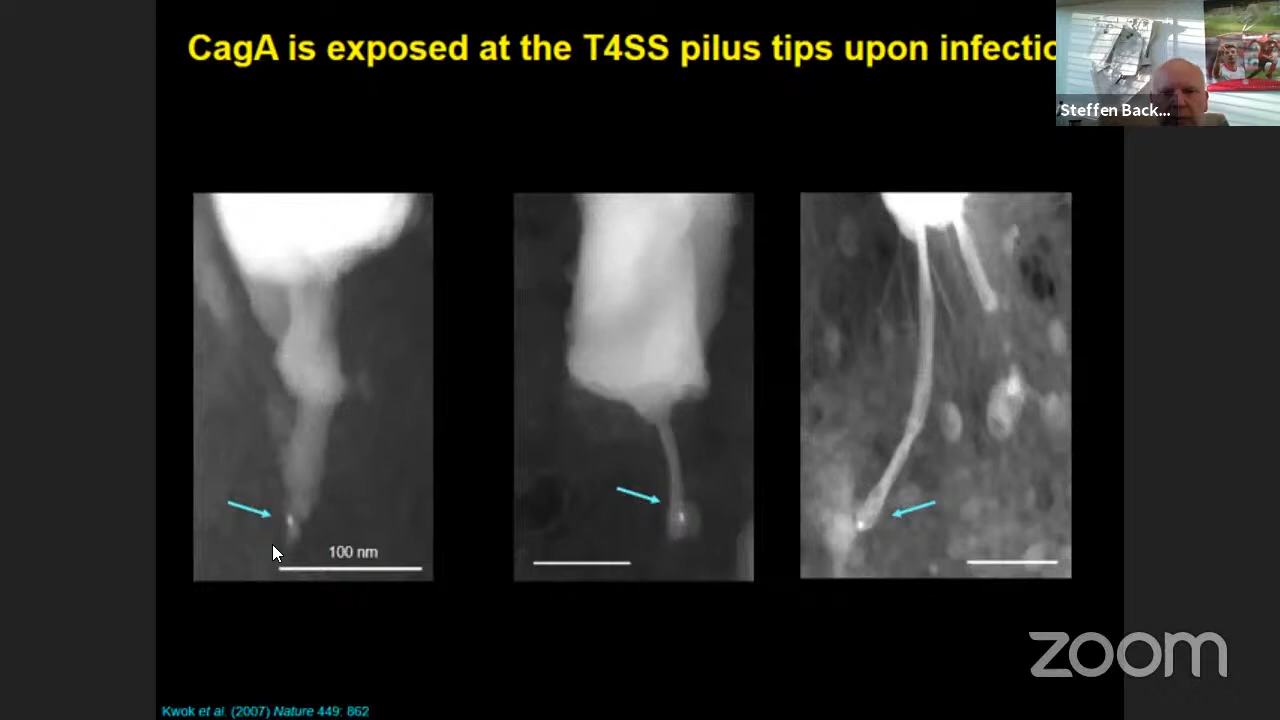 CagA is exposed at the T4SS pilus tips upon infectio
Steffen Back...
100 nm
zoom
Kwok et al. (2007) Nature 449: 862